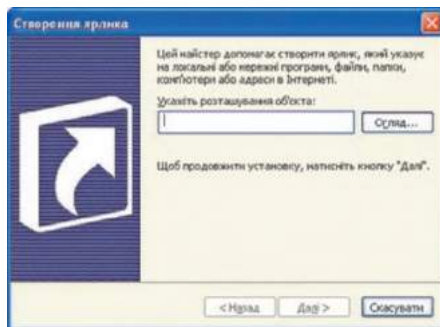 Створення ярлика
Цей майстер допомагає створити ярлик, який указує
на локальні або мережні програми, файли, папки,
комп'ютери або адреси в Інтернеті.
Укажіть розташування об'єкта:
Огляд...
Щоб продовжити установку, натисніть кнопку "Далі".
< Назад
Далі >
Скасувати